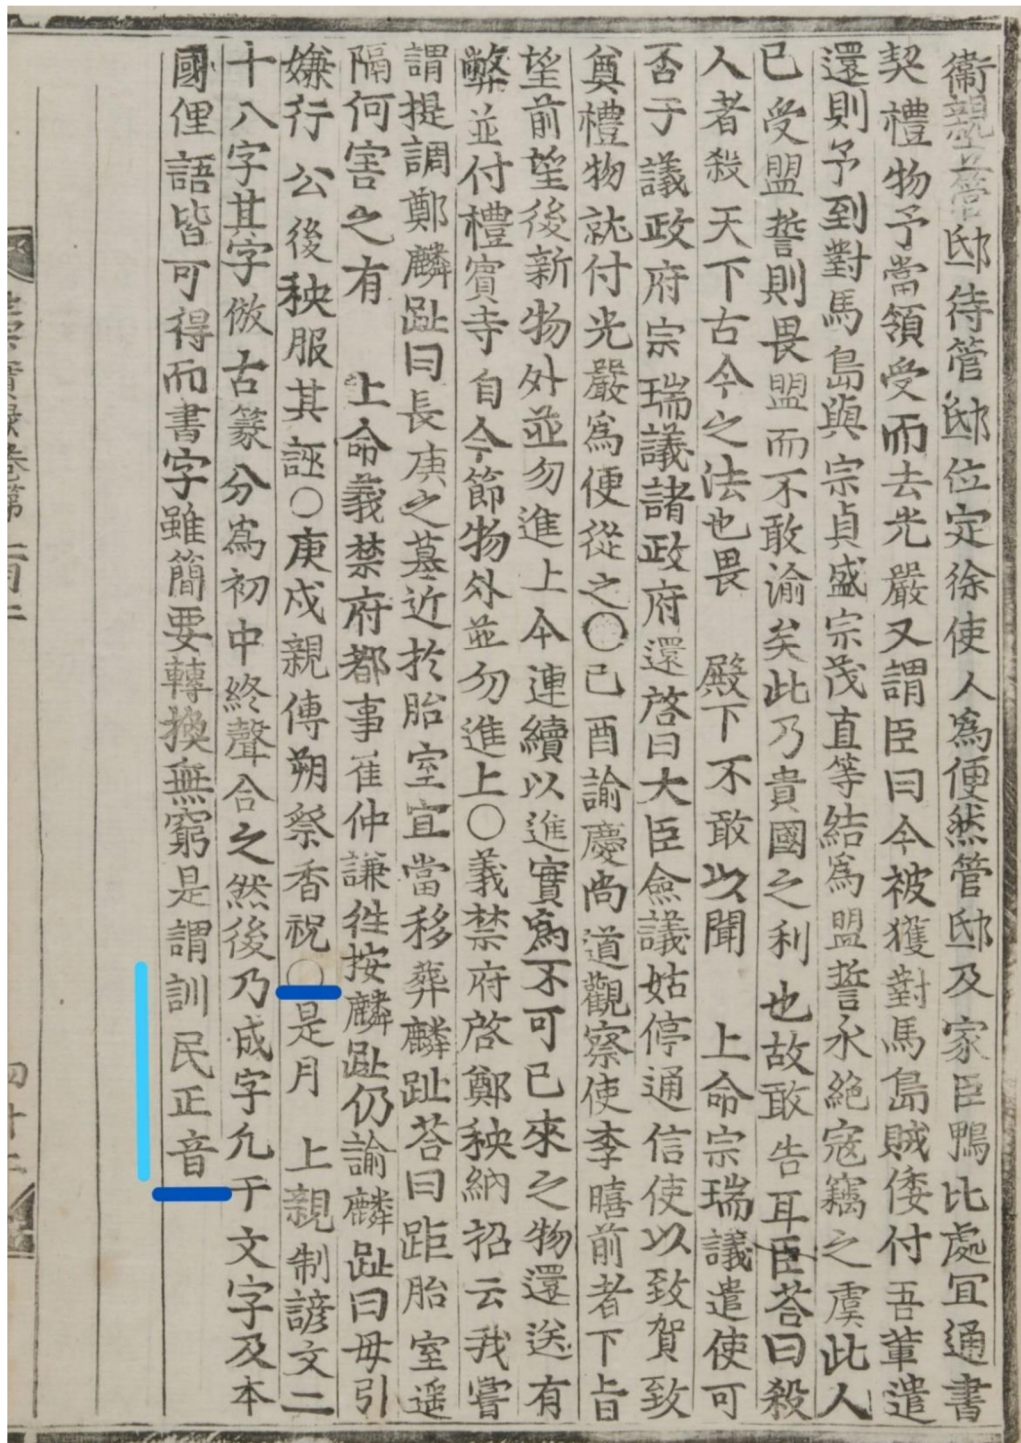 衞親並管邸待管邸位定徐使人爲便然管邸及家臣鴨比處宜通書
契禮物予當領受而去光嚴又謂臣曰今被獲對馬島賊倭付吾輩遣
還則予到對馬島與宗貞盛宗茂直等結爲盟誓永絶寇竊之虞此人
已受盟誓則畏盟而不敢渝矣此乃貴國之利也故敢告耳臣荅曰殺
人者殺天下古今之法也畏 殿下不敢以聞 上命宗瑞議遣使可
否于議政府宗瑞議諸政府還啓曰大臣僉議姑停通信使以致賀致
奠禮物就付光嚴爲便從之○己酉諭慶尙道觀察使李暿前者下旨
望前望後新物外並勿進上今連續以進實爲不可已來之物還送有
弊並付禮賓寺自今節物外並勿進上○義禁府啓鄭秧納招云我嘗
謂提調鄭麟趾曰長庚之墓近於胎室宜當移葬麟趾荅曰距胎室遥
隔何害之有 上命義禁府都事崔仲謙徃按麟趾仍諭麟趾曰毋引
嫌行公後秧服其誣○庚戌親傳朔祭香祝○是月 上親制諺文二
十八字其字倣古篆分爲初中終聲合之然後乃成字凢干文字及本
國俚語皆可得而書字雖簡要轉換無窮是謂訓民正音